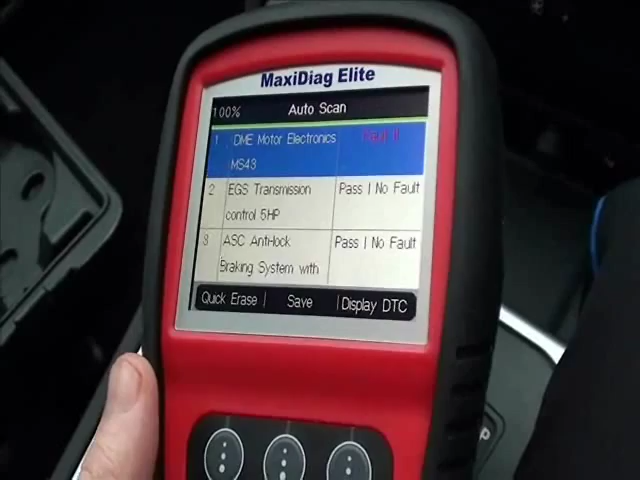 MaxiDiag Elite
100% Auto Scan
1 DME Motor Electronics MS43 Fault |
2 EGS Transmission control 5HP Pass | No Fault
3 ASC Anti-lock Braking System with Pass | No Fault
Quick Erase | Save | Display DTC
P